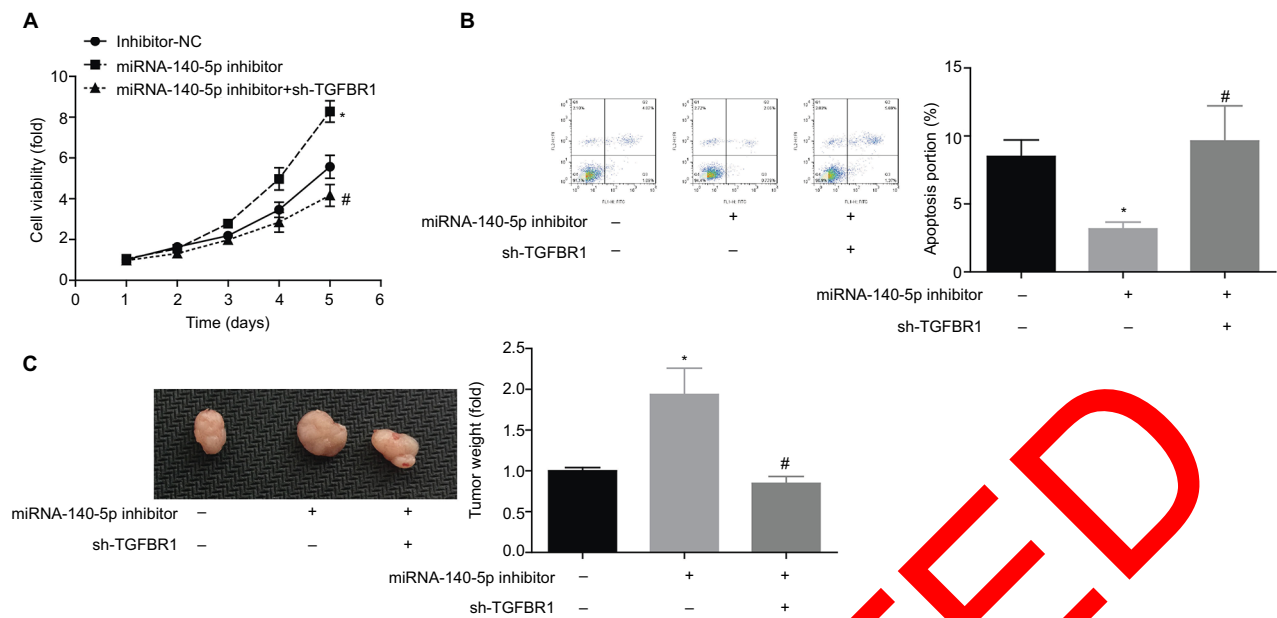 A
Inhibitor-NC
miRNA-140-5p inhibitor
miRNA-140-5p inhibitor+sh-TGFBR1
Cell viability (fold)
10
8
6
4
2
0
*
#
0 1 2 3 4 5 6
Time (days)
B
miRNA-140-5p inhibitor – + +
sh-TGFBR1 – – +
Apoptosis portion (%)
15
10
5
0
*
#
miRNA-140-5p inhibitor – + +
sh-TGFBR1 – – +
C
miRNA-140-5p inhibitor – + +
sh-TGFBR1 – – +
Tumor weight (fold)
2.5
2.0
1.5
1.0
0.5
0.0
*
#
miRNA-140-5p inhibitor – + +
sh-TGFBR1 – – +
ED